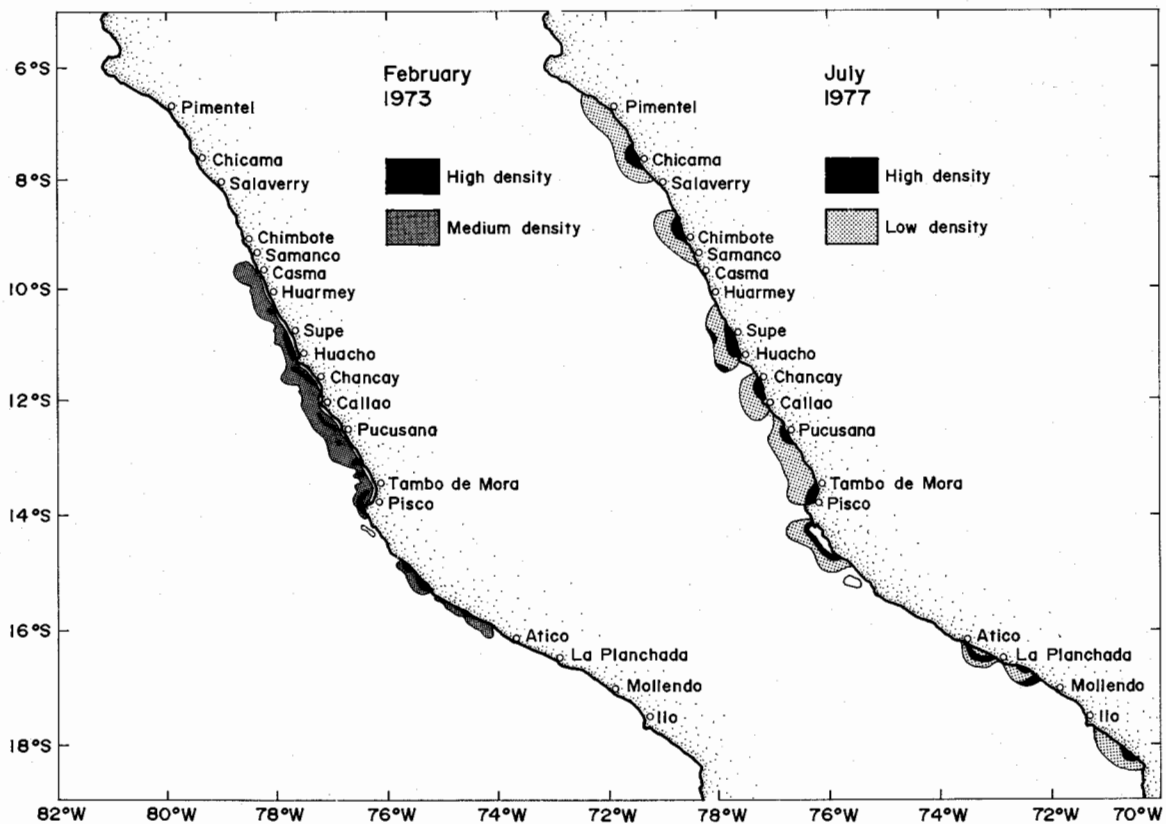 February
1973
High density
Medium density
6°S
8°S
10°S
12°S
14°S
16°S
18°S
Pimentel
Chicama
Salaverry
Chimbote
Samanco
Casma
Huarmey
Supe
Huacho
Chancay
Callao
Pucusana
Tambo de Mora
Pisco
Atico
La Planchada
Mollendo
Ilo
July
1977
High density
Low density
Pimentel
Chicama
Salaverry
Chimbote
Samanco
Casma
Huarmey
Supe
Huacho
Chancay
Callao
Pucusana
Tambo de Mora
Pisco
Atico
La Planchada
Mollendo
Ilo
82°W 80°W 78°W 76°W 74°W 72°W 78°W 76°W 74°W 72°W 70°W